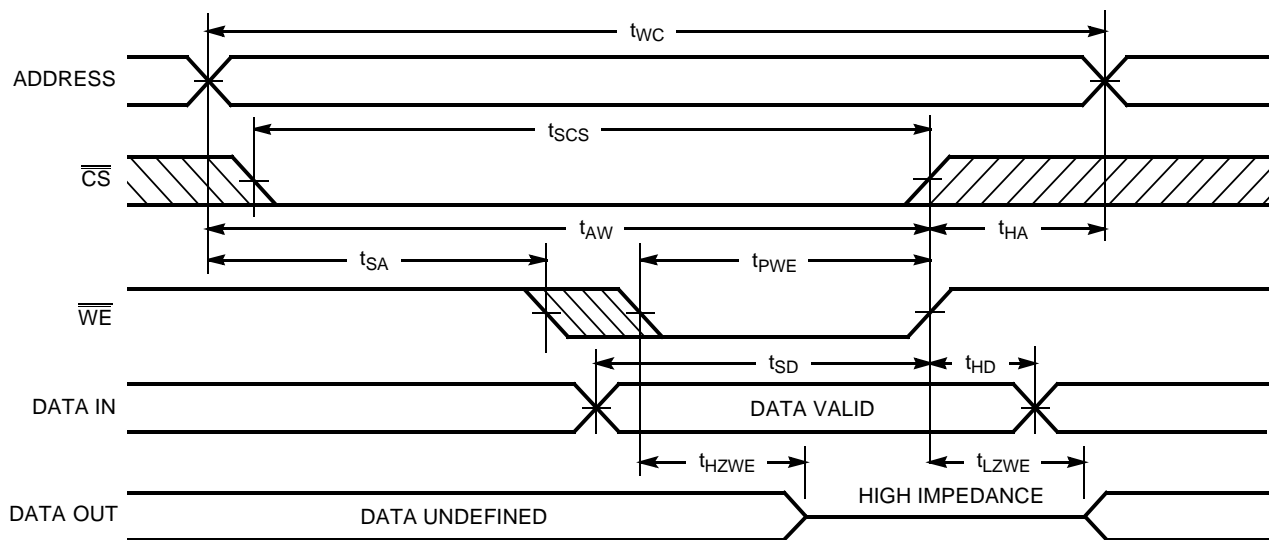 tWC
ADDRESS
tSCS
CS
tAW
tHA
tSA
tPWE
WE
tSD
tHD
DATA IN
DATA VALID
tHZWE
tLZWE
HIGH IMPEDANCE
DATA OUT
DATA UNDEFINED